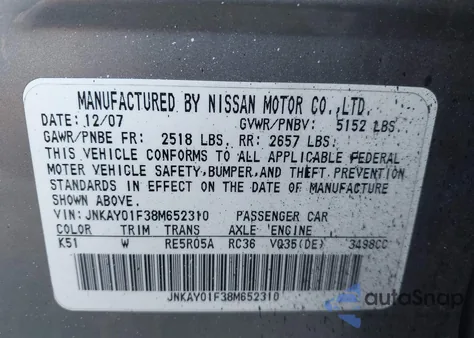 MANUFACTURED BY NISSAN MOTOR CO.,LTD.
DATE: 12/07 GVWR/PNBV: 5152 LBS.
GAWR/PNBE FR: 2518 LBS. RR: 2657 LBS.
THIS VEHICLE CONFORMS TO ALL APPLICABLE FEDERAL
MOTOR VEHICLE SAFETY,BUMPER,AND THEFT PREVENTION
STANDARDS IN EFFECT ON THE DATE OF MANUFACTURE
SHOWN ABOVE.
VIN: JNKAY01F38M652310 PASSENGER CAR
COLOR TRIM TRANS AXLE ENGINE
K51 W RE5R05A RC36 VQ35(DE) 3498CC
JNKAY01F38M652310
autoSnap